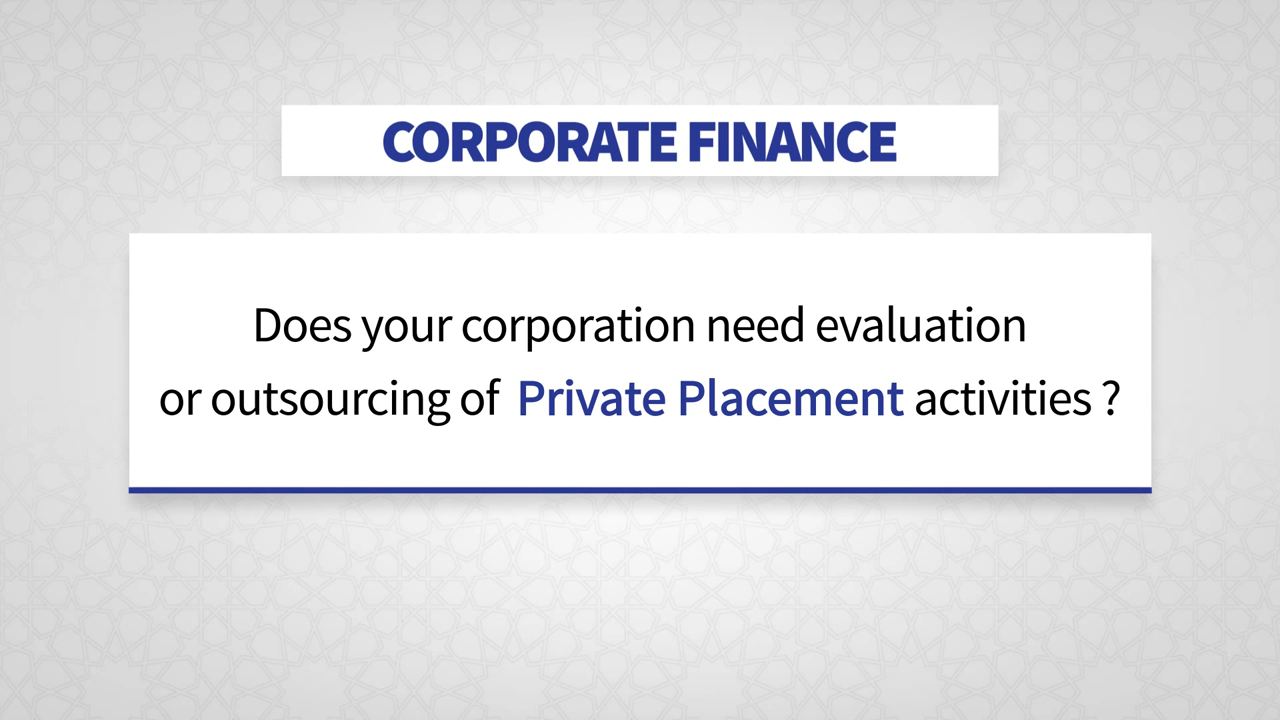 CORPORATE FINANCE
Does your corporation need evaluation
or outsourcing of Private Placement activities ?